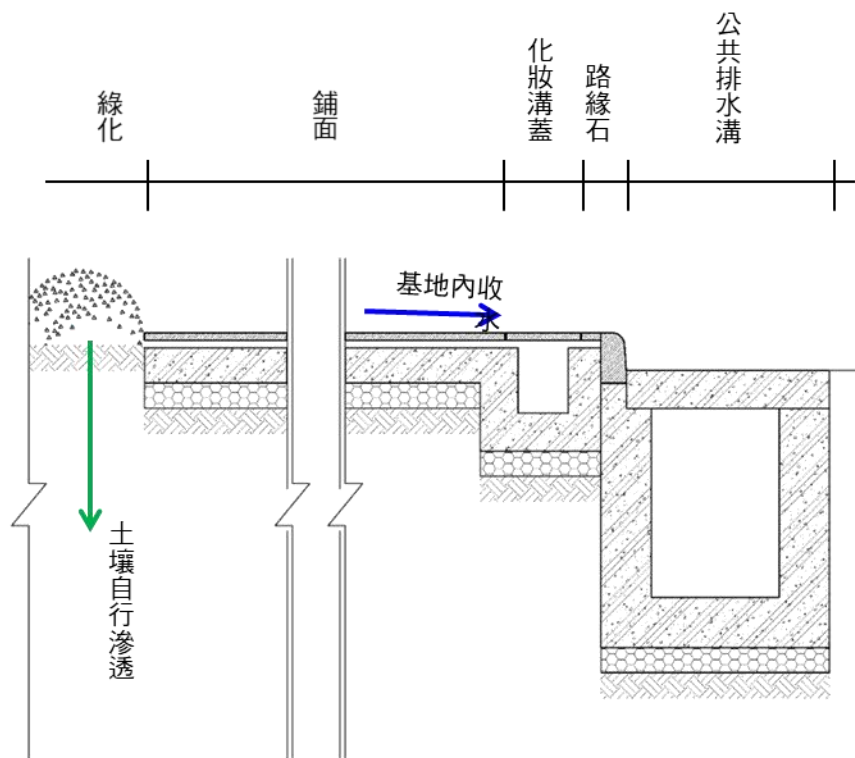 綠化
鋪面
化妝溝蓋
路緣石
公共排水溝
基地內收
水
土壤自行滲透